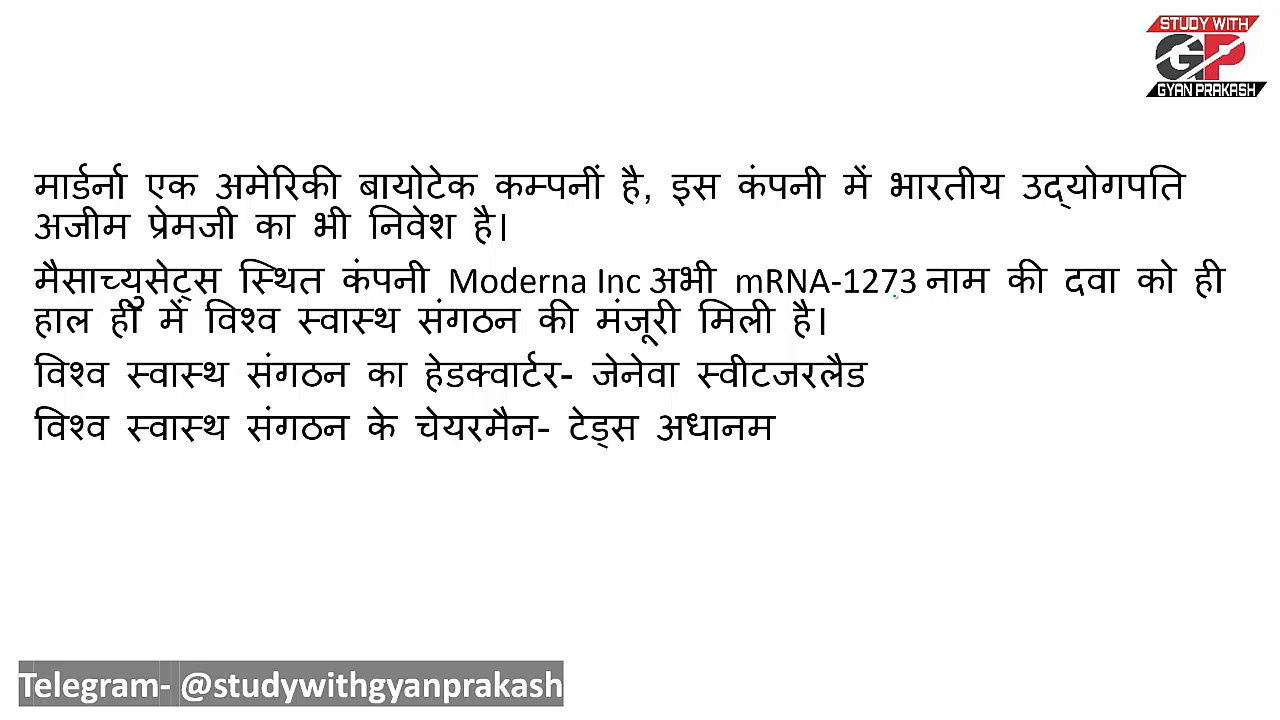 STUDY WITH
GP
GYAN PRAKASH
मार्डर्ना एक अमेरिकी बायोटेक कम्पनीं है, इस कंपनी में भारतीय उद्‌योगपति
अजीम प्रेमजी का भी निवेश है।
मैसाच्युसेट्स स्थित कंपनी Moderna Inc अभी mRNA-1273 नाम की दवा को ही
हाल ही में विश्व स्वास्थ संगठन की मंजूरी मिली है।
विश्व स्वास्थ संगठन का हेडक्वार्टर- जेनेवा स्वीटजरलैड
विश्व स्वास्थ संगठन के चेयरमैन- टेड्स अधानम
Telegram- @studywithgyanprakash